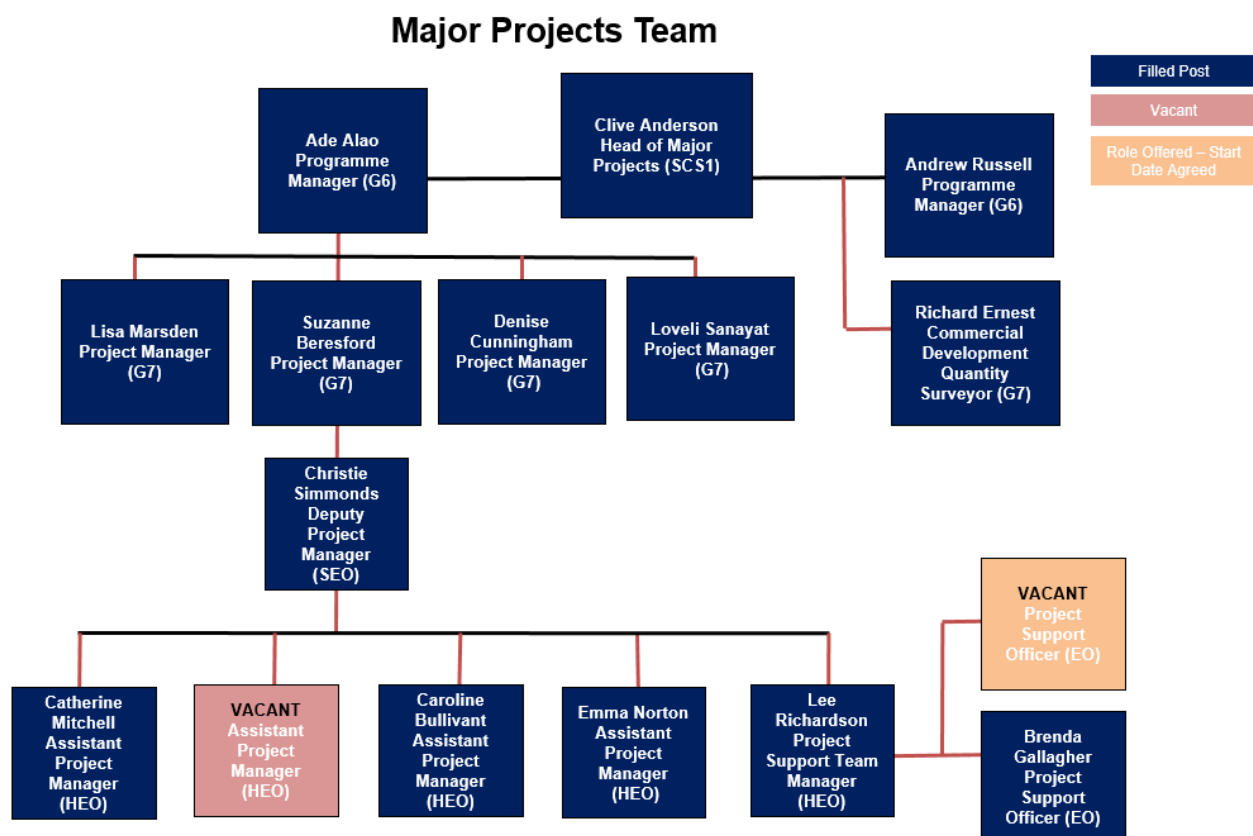 Major Projects Team
Filled Post
Vacant
Role Offered – Start
Date Agreed
Ade Alao
Programme
Manager (G6)
Clive Anderson
Head of Major
Projects (SCS1)
Andrew Russell
Programme
Manager (G6)
Lisa Marsden
Project Manager
(G7)
Suzanne
Beresford
Project Manager
(G7)
Denise
Cunningham
Project Manager
(G7)
Loveli Sanayat
Project Manager
(G7)
Richard Ernest
Commercial
Development
Quantity
Surveyor (G7)
Christie
Simmonds
Deputy
Project
Manager
(SEO)
Catherine
Mitchell
Assistant
Project
Manager
(HEO)
VACANT
Assistant
Project
Manager
(HEO)
Caroline
Bullivant
Assistant
Project
Manager
(HEO)
Emma Norton
Assistant
Project
Manager
(HEO)
Lee
Richardson
Project
Support Team
Manager
(HEO)
VACANT
Project
Support
Officer (EO)
Brenda
Gallagher
Project
Support
Officer (EO)